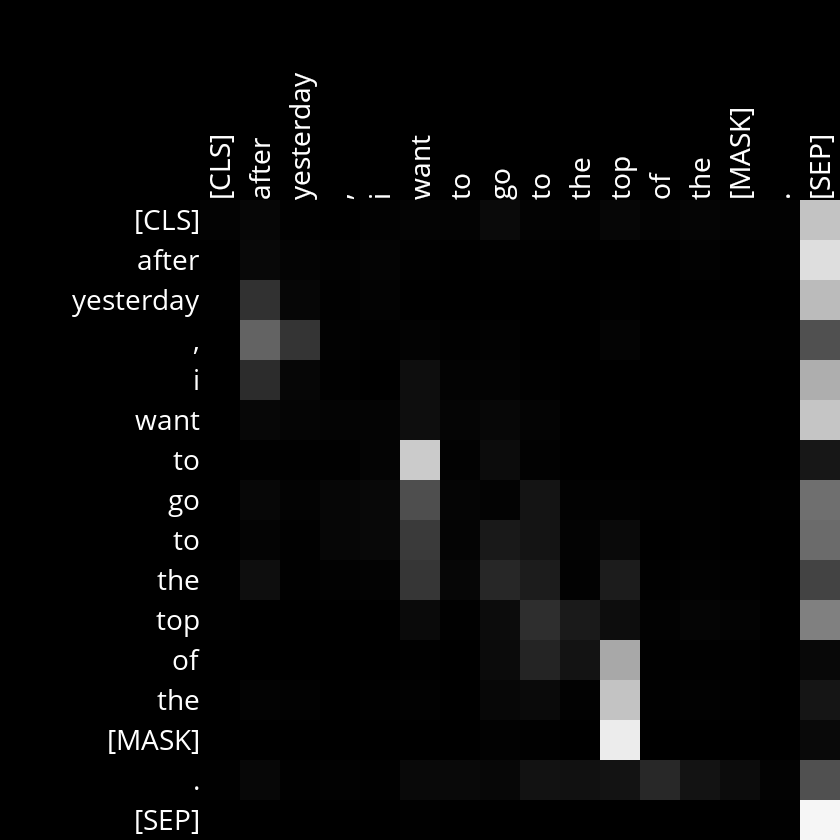 [CLS] after yesterday , i want to go to the top of the [MASK] . [SEP]
[CLS]
after
yesterday
,
i
want
to
go
to
the
top
of
the
[MASK]
.
[SEP]